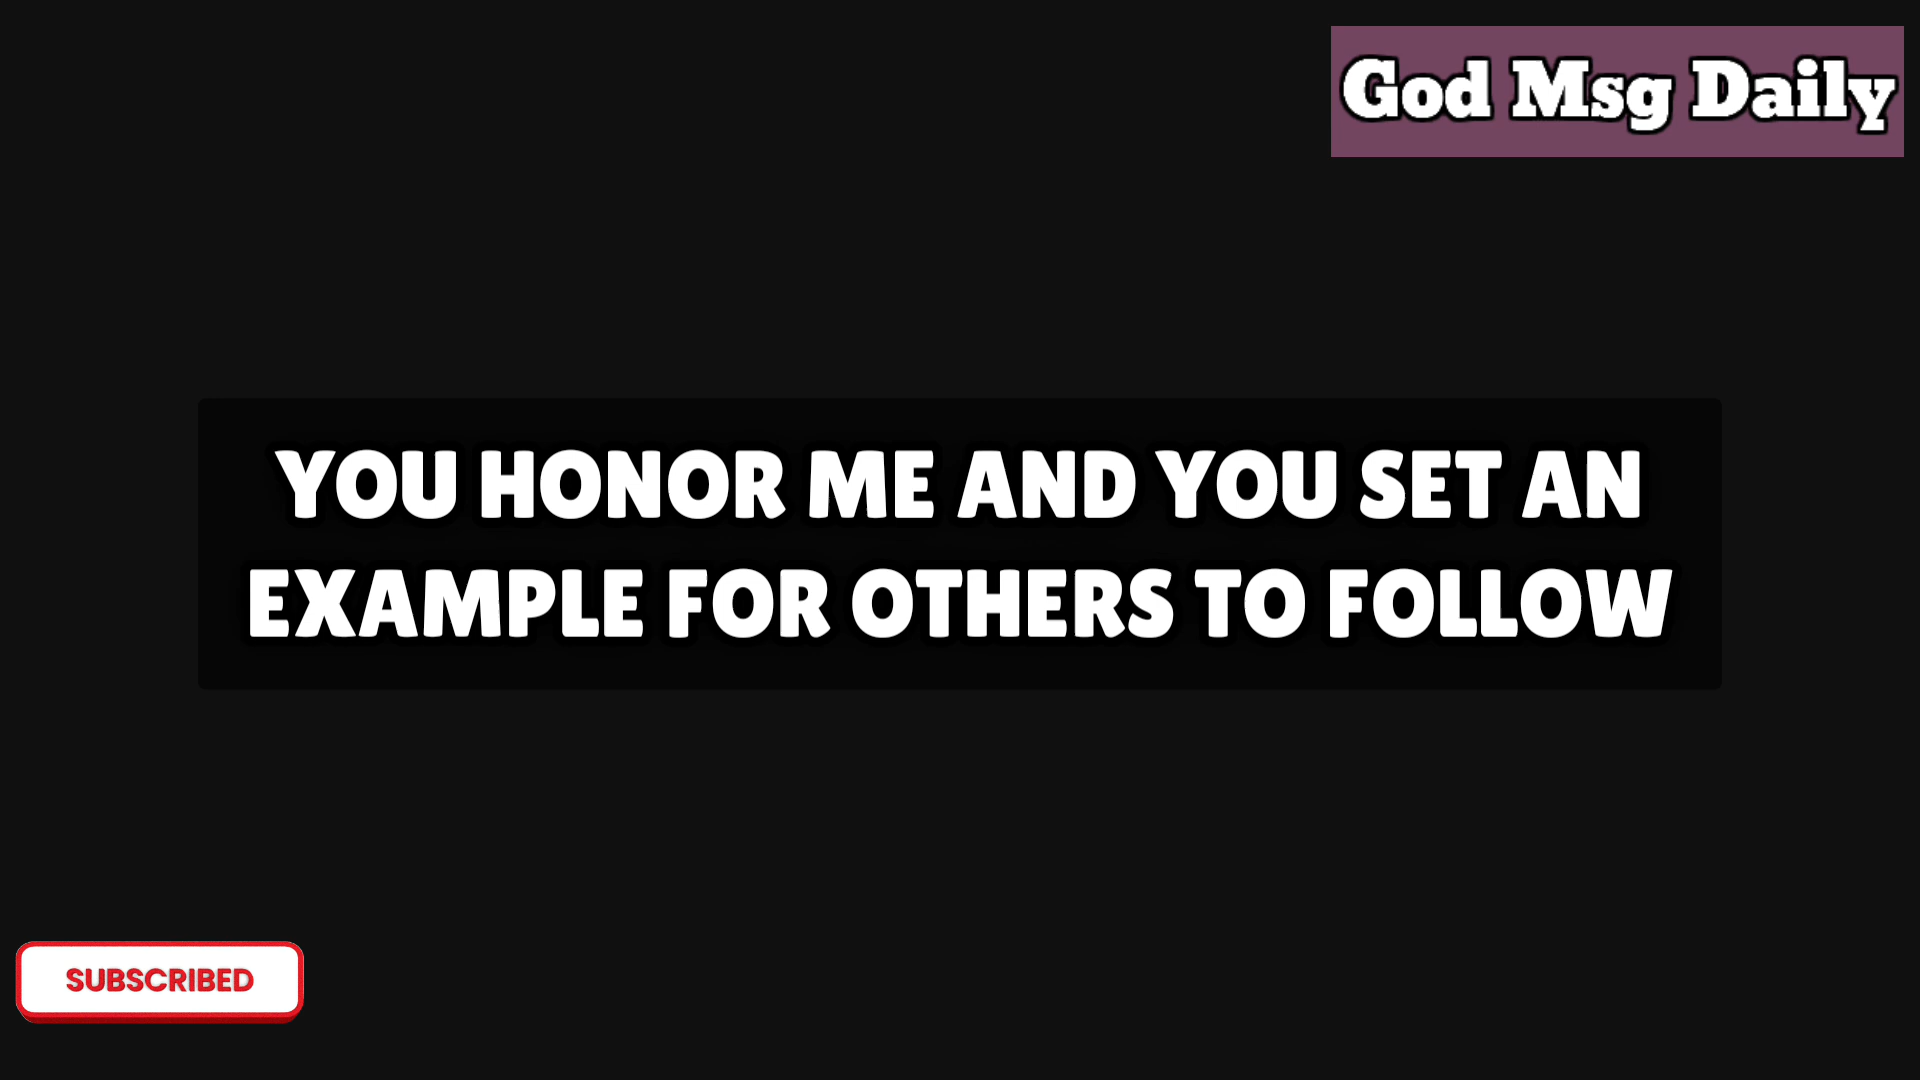 God Msg Daily
YOU HONOR ME AND YOU SET AN
EXAMPLE FOR OTHERS TO FOLLOW
SUBSCRIBED